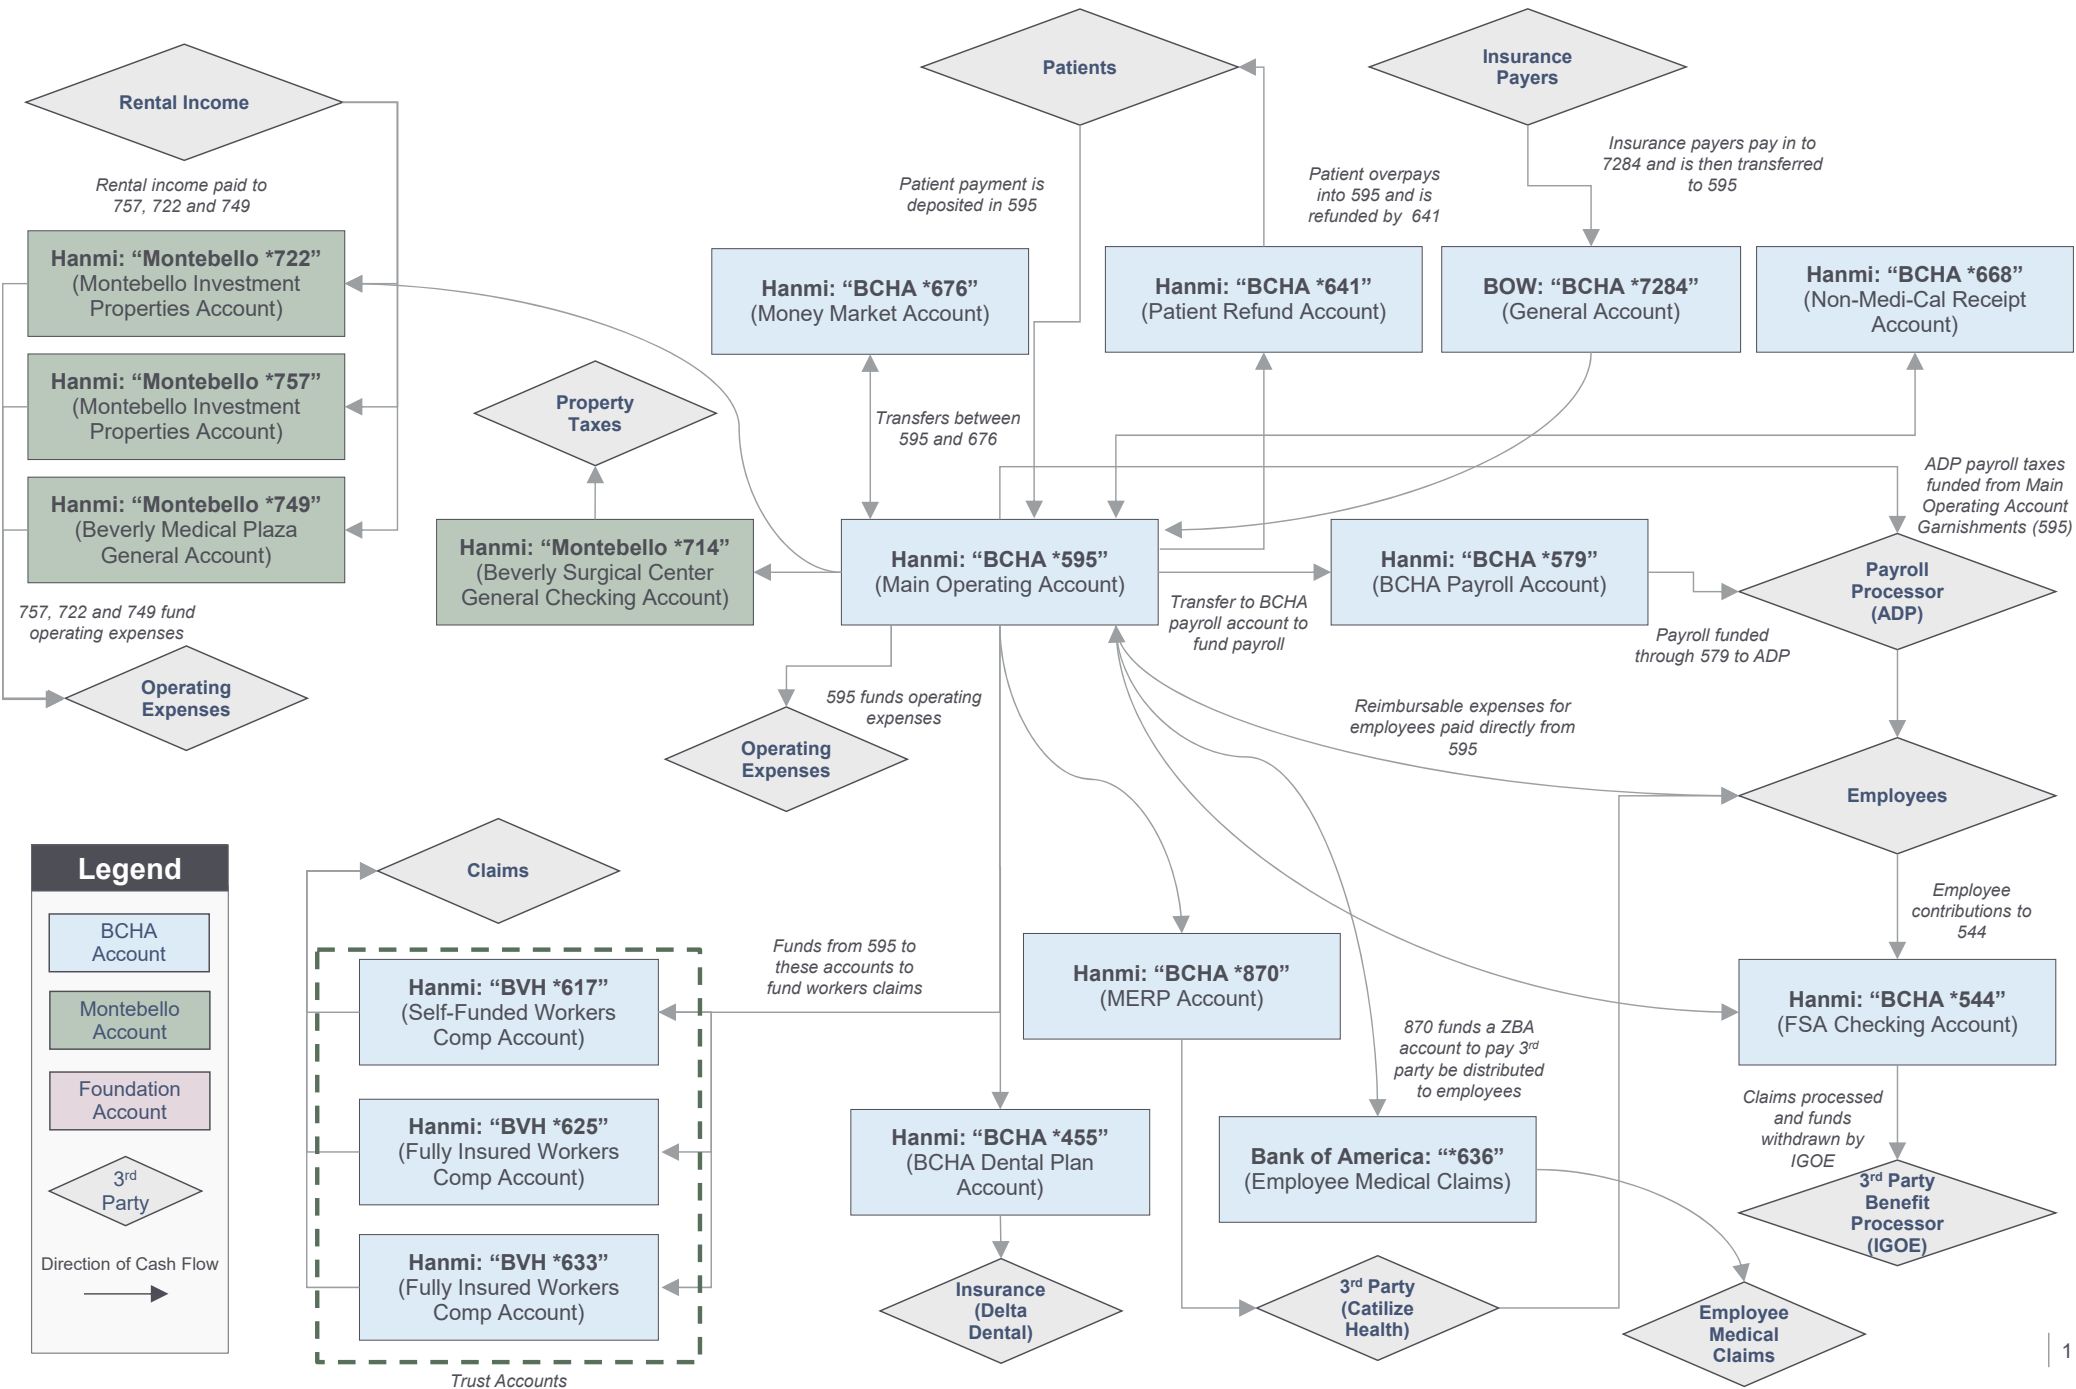 Rental Income
Patients
Insurance
Payers
Rental income paid to
757, 722 and 749
Patient payment is
deposited in 595
Patient overpays
into 595 and is
refunded by 641
Insurance payers pay in to
7284 and is then transferred
to 595
Hanmi: “Montebello *722”
(Montebello Investment
Properties Account)
Hanmi: “BCHA *676”
(Money Market Account)
Hanmi: “BCHA *641”
(Patient Refund Account)
BOW: “BCHA *7284”
(General Account)
Hanmi: “BCHA *668”
(Non-Medi-Cal Receipt
Account)
Hanmi: “Montebello *757”
(Montebello Investment
Properties Account)
Property
Taxes
Transfers between
595 and 676
Hanmi: “Montebello *749”
(Beverly Medical Plaza
General Account)
ADP payroll taxes
funded from Main
Operating Account
Garnishments (595)
Hanmi: “Montebello *714”
(Beverly Surgical Center
General Checking Account)
Hanmi: “BCHA *595”
(Main Operating Account)
Hanmi: “BCHA *579”
(BCHA Payroll Account)
Payroll
Processor
(ADP)
757, 722 and 749 fund
operating expenses
Transfer to BCHA
payroll account to
fund payroll
Payroll funded
through 579 to ADP
Operating
Expenses
595 funds operating
expenses
Operating
Expenses
Reimbursable expenses for
employees paid directly from
595
Employees
Legend
BCHA
Account
Montebello
Account
Foundation
Account
3rd
Party
Direction of Cash Flow
Claims
Funds from 595 to
these accounts to
fund workers claims
Employee
contributions to
544
Hanmi: “BVH *617”
(Self-Funded Workers
Comp Account)
Hanmi: “BCHA *870”
(MERP Account)
Hanmi: “BCHA *544”
(FSA Checking Account)
870 funds a ZBA
account to pay 3rd
party be distributed
to employees
Claims processed
and funds
withdrawn by
IGOE
Hanmi: “BVH *625”
(Fully Insured Workers
Comp Account)
Hanmi: “BCHA *455”
(BCHA Dental Plan
Account)
Bank of America: “*636”
(Employee Medical Claims)
3rd Party
Benefit
Processor
(IGOE)
Hanmi: “BVH *633”
(Fully Insured Workers
Comp Account)
Insurance
(Delta
Dental)
3rd Party
(Catilize
Health)
Employee
Medical
Claims
Trust Accounts
1